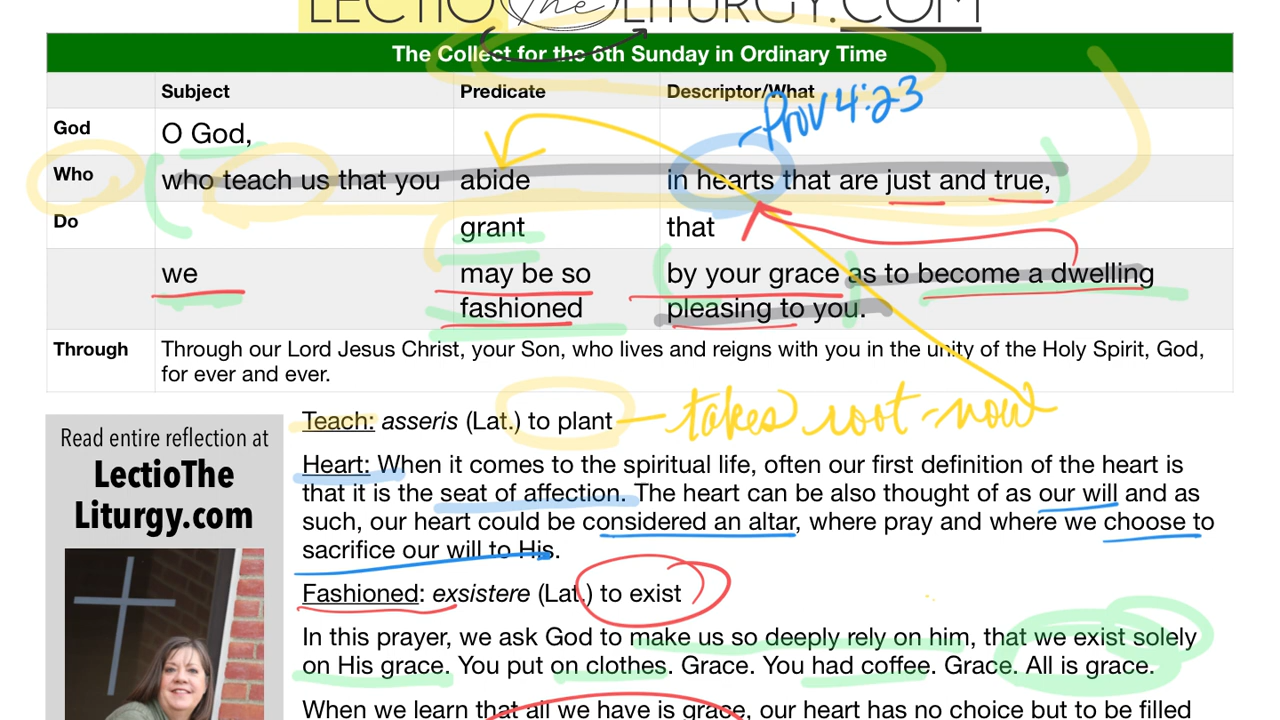 LECTIO The LITURGY.COM
The Collect for the 6th Sunday in Ordinary Time
Subject Predicate Descriptor/What
-Prov 4:23
God O God,
Who who teach us that you abide in hearts that are just and true,
Do grant that
we may be so by your grace as to become a dwelling
fashioned pleasing to you.
Through Through our Lord Jesus Christ, your Son, who lives and reigns with you in the unity of the Holy Spirit, God,
for ever and ever.
Teach: asseris (Lat.) to plant - takes root - now
Read entire reflection at
LectioThe
Liturgy.com
Heart: When it comes to the spiritual life, often our first definition of the heart is
that it is the seat of affection. The heart can be also thought of as our will and as
such, our heart could be considered an altar, where pray and where we choose to
sacrifice our will to His.
Fashioned: exsistere (Lat.) to exist
In this prayer, we ask God to make us so deeply rely on him, that we exist solely
on His grace. You put on clothes. Grace. You had coffee. Grace. All is grace.
When we learn that all we have is grace, our heart has no choice but to be filled